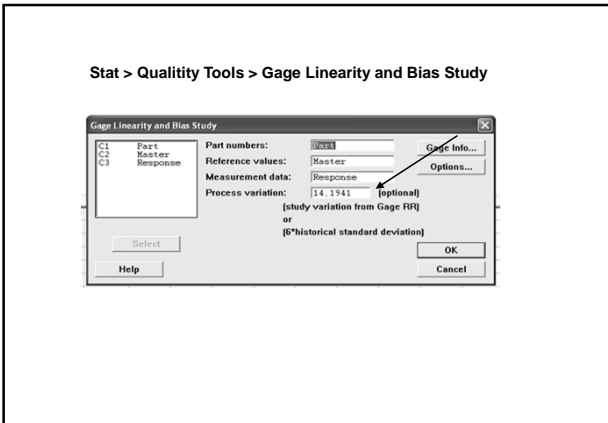 Stat > Qualitity Tools > Gage Linearity and Bias Study
Gage Linearity and Bias Study
C1 Part
C2 Master
C3 Response
Part numbers: Part
Reference values: Master
Measurement data: Response
Process variation: 14.1941 (optional)
(study variation from Gage RR)
or
(6*historical standard deviation)
Gage Info...
Options...
Select
Help
OK
Cancel